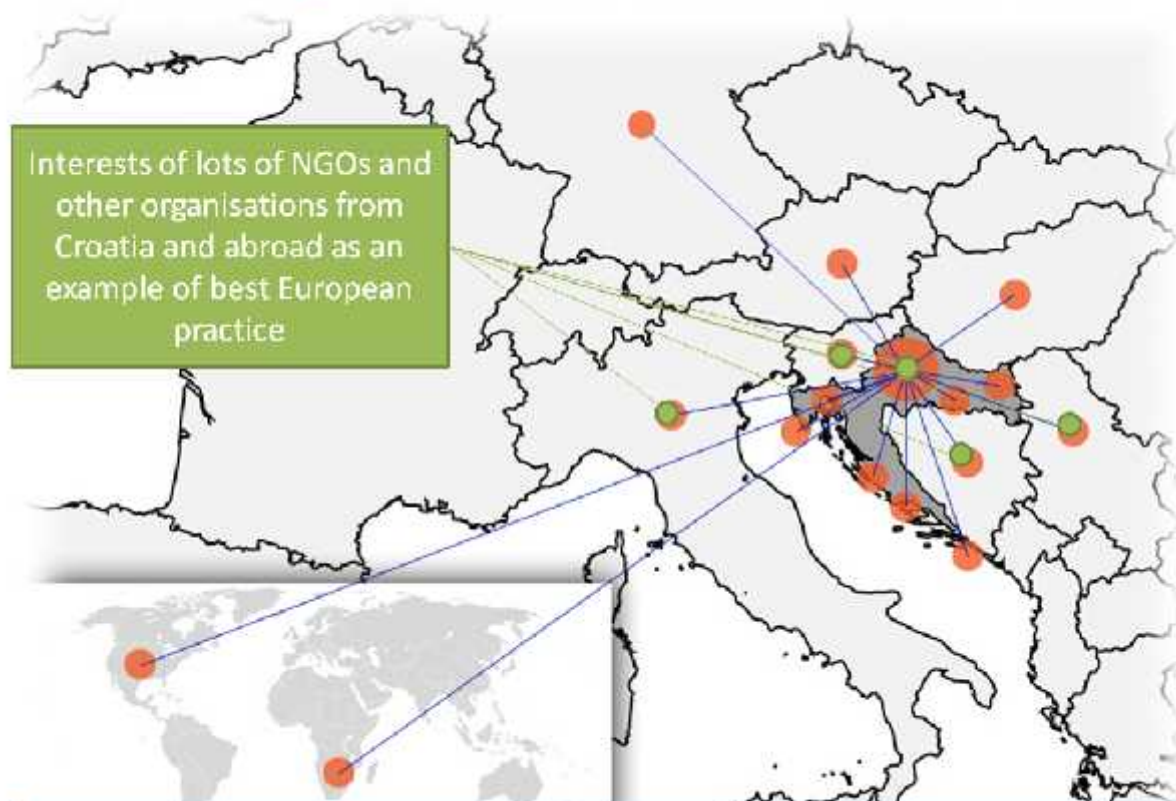 Interests of lots of NGOs and
other organisations from
Croatia and abroad as an
example of best European
practice